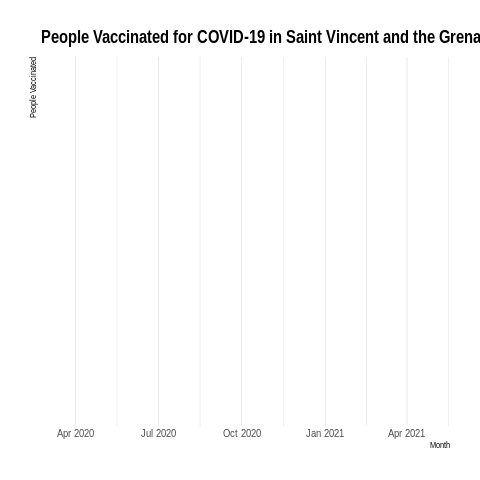 People Vaccinated for COVID-19 in Saint Vincent and the Grena
People Vaccinated
Apr 2020
Jul 2020
Oct 2020
Jan 2021
Apr 2021
Month